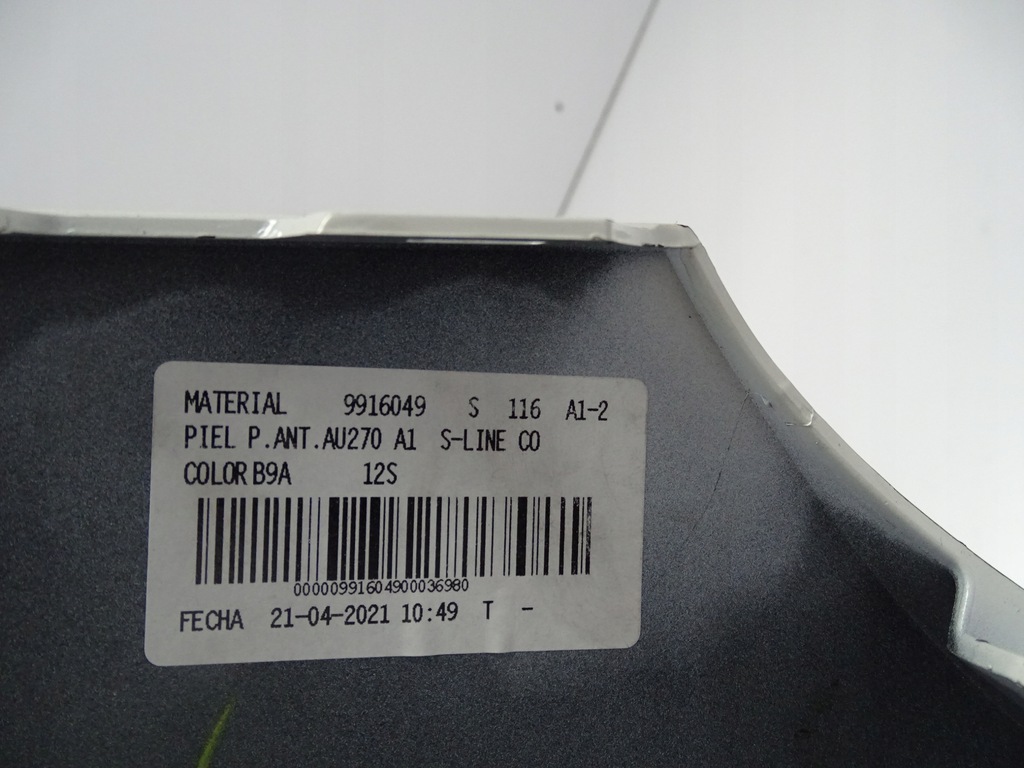 MATERIAL 9916049 S 116 A1-2
PIEL P.ANT.AU270 A1 S-LINE CO
COLOR B9A 12S
00000991604900036980
FECHA 21-04-2021 10:49 T -